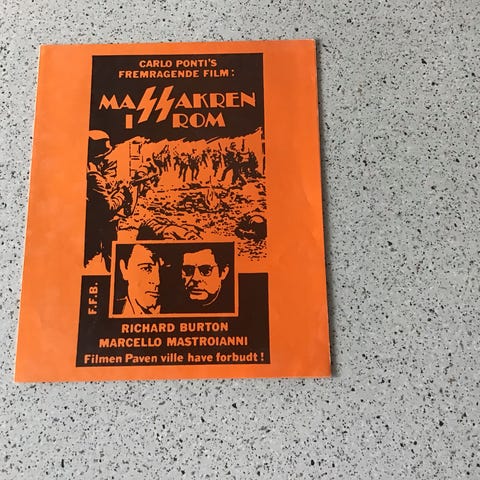 CARLO PONTI'S
FREMRAGENDE FILM:
MASSAKREN
I ROM
F.F.B.
RICHARD BURTON
MARCELLO MASTROIANNI
Filmen Paven ville have forbudt!